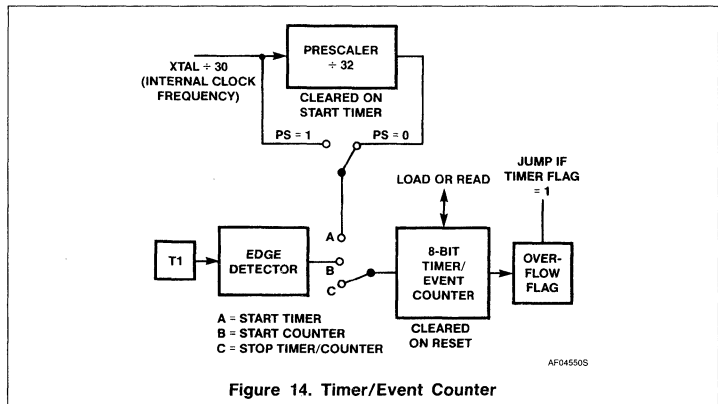 PRESCALER
÷ 32
XTAL ÷ 30
(INTERNAL CLOCK
FREQUENCY)
CLEARED ON
START TIMER
PS = 1
PS = 0
JUMP IF
TIMER FLAG
= 1
LOAD OR READ
A
T1
EDGE
DETECTOR
B
C
8-BIT
TIMER/
EVENT
COUNTER
OVER-
FLOW
FLAG
A = START TIMER
B = START COUNTER
C = STOP TIMER/COUNTER
CLEARED
ON RESET
AF04550S
Figure 14. Timer/Event Counter